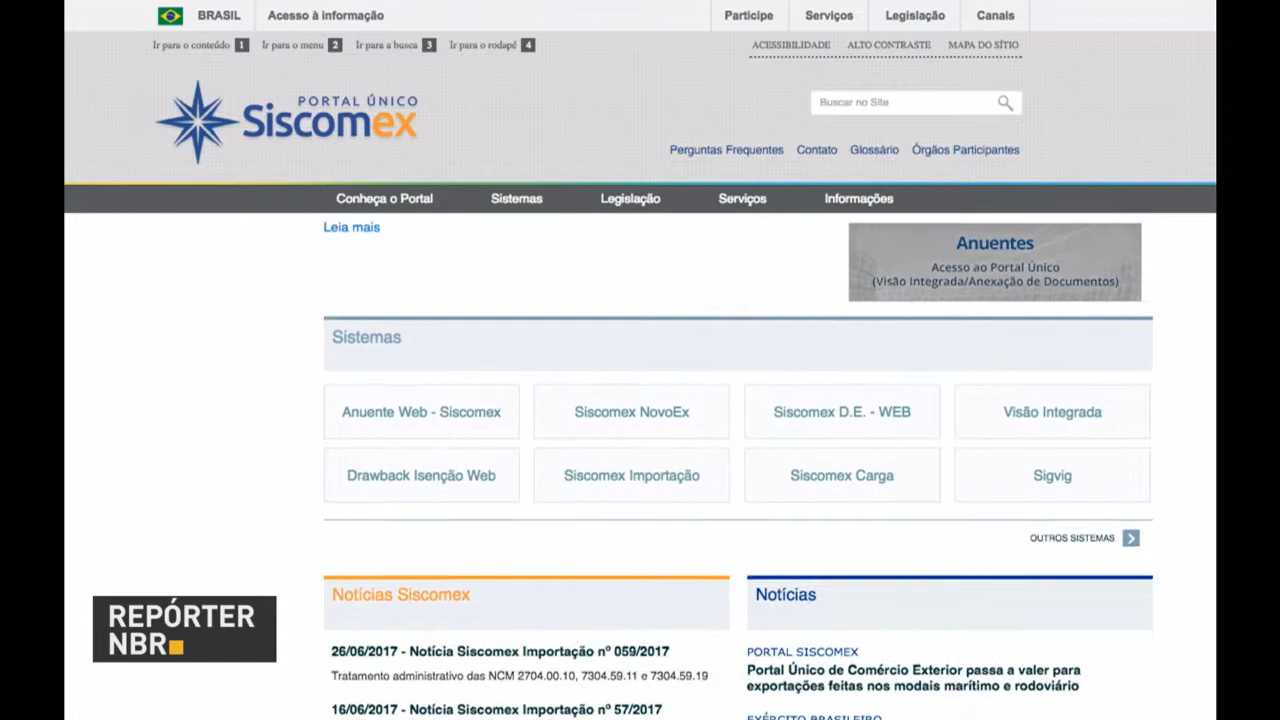 BRASIL
Acesso à informação
Participe
Serviços
Legislação
Canais
Ir para o conteúdo 1
Ir para o menu 2
Ir para a busca 3
Ir para o rodapé 4
ACESSIBILIDADE
ALTO CONTRASTE
MAPA DO SÍTIO
PORTAL ÚNICO
Siscomex
Buscar no Site
Perguntas Frequentes
Contato
Glossário
Órgãos Participantes
Conheça o Portal
Sistemas
Legislação
Serviços
Informações
Leia mais
Anuentes
Acesso ao Portal Único
(Visão Integrada/Anexação de Documentos)
Sistemas
Anuente Web - Siscomex
Siscomex NovoEx
Siscomex D.E. - WEB
Visão Integrada
Drawback Isenção Web
Siscomex Importação
Siscomex Carga
Sigvig
OUTROS SISTEMAS
Notícias Siscomex
26/06/2017 - Notícia Siscomex Importação nº 059/2017
Tratamento administrativo das NCM 2704.00.10, 7304.59.11 e 7304.59.19
16/06/2017 - Notícia Siscomex Importação nº 57/2017
Notícias
PORTAL SISCOMEX
Portal Único de Comércio Exterior passa a valer para
exportações feitas nos modais marítimo e rodoviário
EXÉRCITO BRASILEIRO
REPÓRTER
NBR